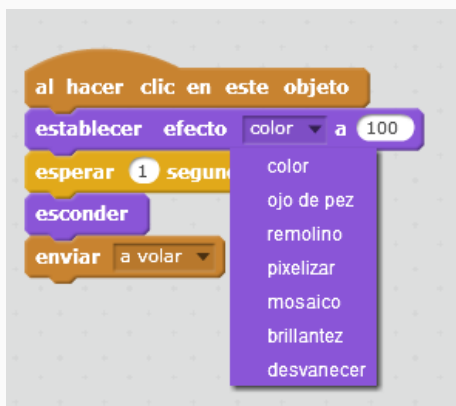 al hacer clic en este objeto
establecer efecto color a 100
esperar 1 segun
color
ojo de pez
esconder
remolino
enviar a volar
pixelizar
mosaico
brillantez
desvanecer